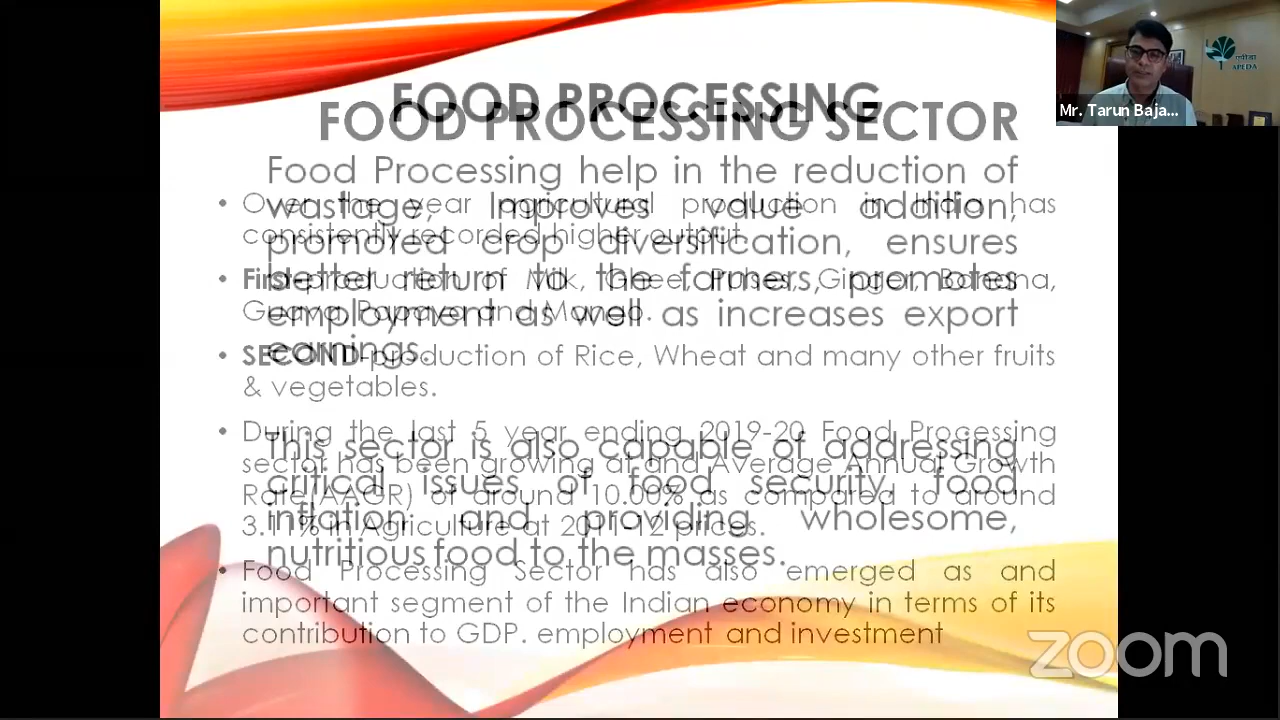 FOOD PROCESSING
FOOD PROCESSING SECTOR
Food Processing help in the reduction of
wastage, Improves value addition,
promoted crop diversification, ensures
better return to the farmers, promotes
employment as well as increases export
earnings.
This sector is also capable of addressing
critical issues of food security, food
inflation and providing wholesome,
nutritious food to the masses.
• Over the year agricultural production in India has
consistently recorded higher output
• First-production of Milk, Ghee, Pulses, Ginger, Banana,
Guava, Papaya and Mango.
• SECOND-production of Rice, Wheat and many other fruits
& vegetables.
• During the last 5 year ending 2019-20 Food Processing
sector has been growing at and Average Annual Growth
Rate(AAGR) of around 10.00% as compared to around
3.11% in Agriculture at 2011-12 prices.
• Food Processing Sector has also emerged as and
important segment of the Indian economy in terms of its
contribution to GDP. employment and investment
Mr. Tarun Baja...
एपीडा
APEDA
zoom